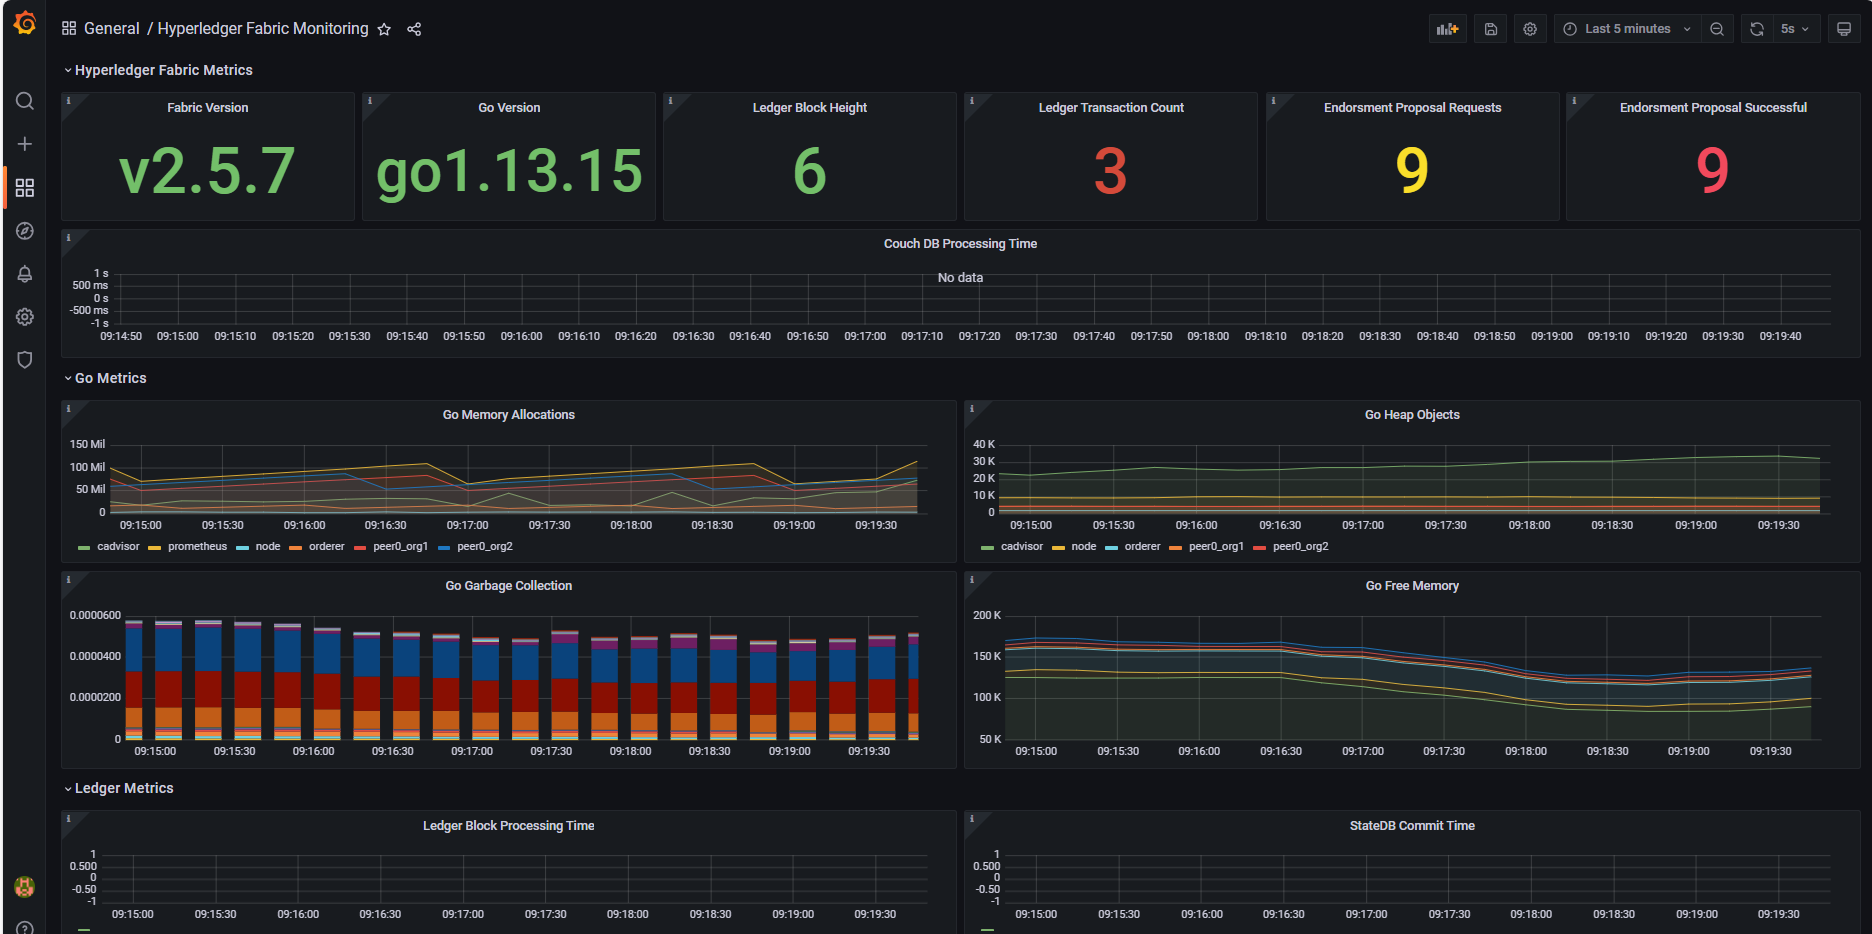 General / Hyperledger Fabric Monitoring
Last 5 minutes
5s
Hyperledger Fabric Metrics
Fabric Version
v2.5.7
Go Version
go1.13.15
Ledger Block Height
6
Ledger Transaction Count
3
Endorsment Proposal Requests
9
Endorsment Proposal Successful
9
Couch DB Processing Time
No data
1 s
500 ms
0 s
-500 ms
-1 s
09:14:50 09:15:00 09:15:10 09:15:20 09:15:30 09:15:40 09:15:50 09:16:00 09:16:10 09:16:20 09:16:30 09:16:40 09:16:50 09:17:00 09:17:10 09:17:20 09:17:30 09:17:40 09:17:50 09:18:00 09:18:10 09:18:20 09:18:30 09:18:40 09:18:50 09:19:00 09:19:10 09:19:20 09:19:30 09:19:40
Go Metrics
Go Memory Allocations
150 Mil
100 Mil
50 Mil
0
09:15:00 09:15:30 09:16:00 09:16:30 09:17:00 09:17:30 09:18:00 09:18:30 09:19:00 09:19:30
cadvisor prometheus node orderer peer0_org1 peer0_org2
Go Heap Objects
40 K
30 K
20 K
10 K
0
09:15:00 09:15:30 09:16:00 09:16:30 09:17:00 09:17:30 09:18:00 09:18:30 09:19:00 09:19:30
cadvisor node orderer peer0_org1 peer0_org2
Go Garbage Collection
0.0000600
0.0000400
0.0000200
0
09:15:00 09:15:30 09:16:00 09:16:30 09:17:00 09:17:30 09:18:00 09:18:30 09:19:00 09:19:30
Go Free Memory
200 K
150 K
100 K
50 K
09:15:00 09:15:30 09:16:00 09:16:30 09:17:00 09:17:30 09:18:00 09:18:30 09:19:00 09:19:30
Ledger Metrics
Ledger Block Processing Time
1
0.500
0
-0.50
-1
09:15:00 09:15:30 09:16:00 09:16:30 09:17:00 09:17:30 09:18:00 09:18:30 09:19:00 09:19:30
StateDB Commit Time
1
0.500
0
-0.50
-1
09:15:00 09:15:30 09:16:00 09:16:30 09:17:00 09:17:30 09:18:00 09:18:30 09:19:00 09:19:30